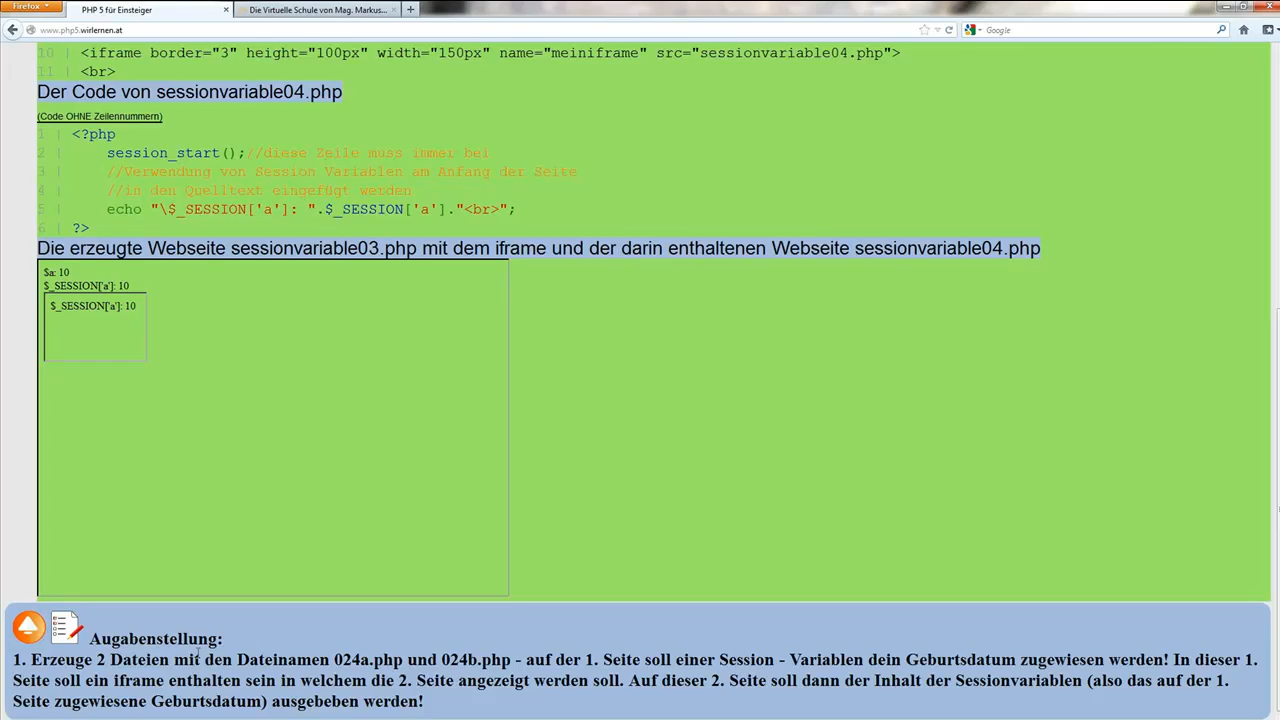 Firefox
PHP 5 für Einsteiger
Die Virtuelle Schule von Mag. Markus...
www.php5.wirlernen.at
Google
10 | <iframe border="3" height="100px" width="150px" name="meiniframe" src="sessionvariable04.php">
11 | <br>
Der Code von sessionvariable04.php
(Code OHNE Zeilennummern)
1 | <?php
2 | session_start();//diese Zeile muss immer bei
3 | //Verwendung von Session Variablen am Anfang der Seite
4 | //in den Quelltext eingefügt werden
5 | echo "\$_SESSION['a']: ".$_SESSION['a']."<br>";
6 | ?>
Die erzeugte Webseite sessionvariable03.php mit dem iframe und der darin enthaltenen Webseite sessionvariable04.php
$a: 10
$_SESSION['a']: 10
$_SESSION['a']: 10
Augabenstellung:
1. Erzeuge 2 Dateien mit den Dateinamen 024a.php und 024b.php - auf der 1. Seite soll einer Session - Variablen dein Geburtsdatum zugewiesen werden! In dieser 1.
Seite soll ein iframe enthalten sein in welchem die 2. Seite angezeigt werden soll. Auf dieser 2. Seite soll dann der Inhalt der Sessionvariablen (also das auf der 1.
Seite zugewiesene Geburtsdatum) ausgebeben werden!